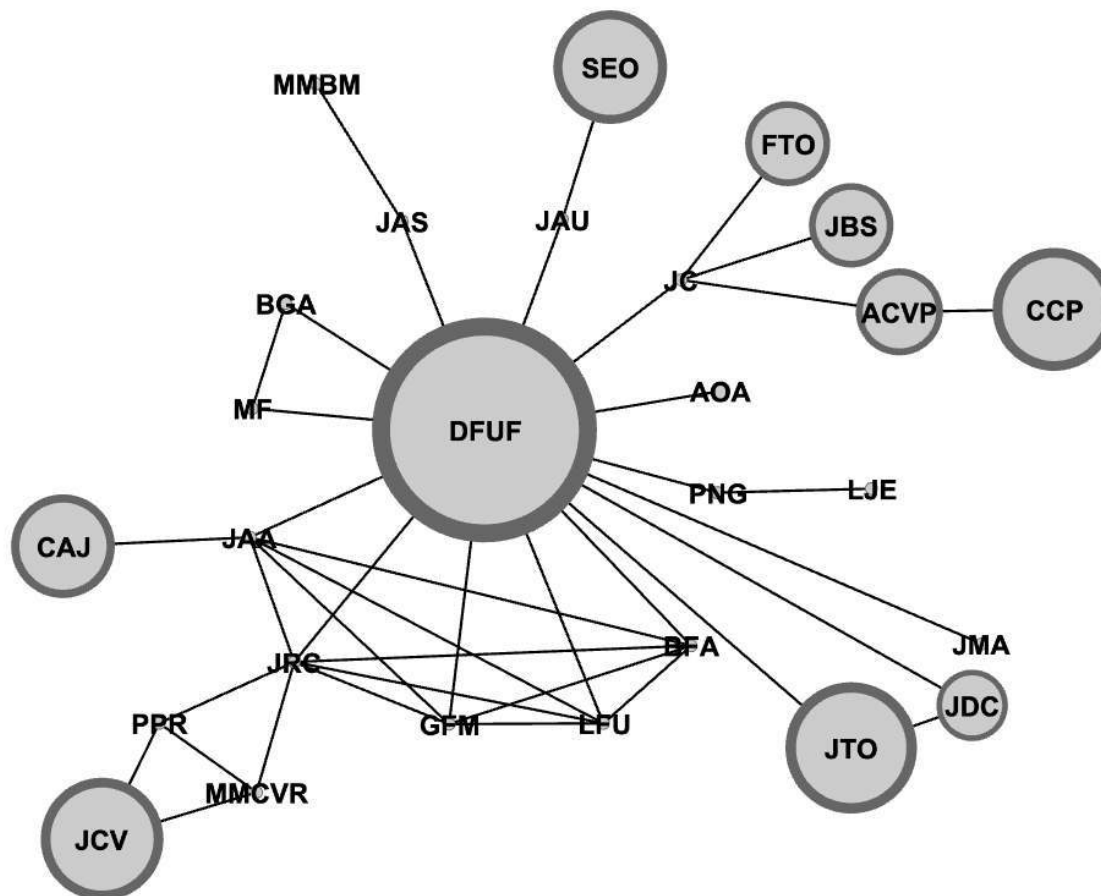 SEO
MMBM
FTO
JAS
JAU
JBS
JC
BGA
ACVP
CCP
AOA
MF
DFUF
PNG
LJE
JAA
CAJ
BFA
JMA
JRC
JDC
PPR
GFM
LFU
JTO
MMCVR
JCV